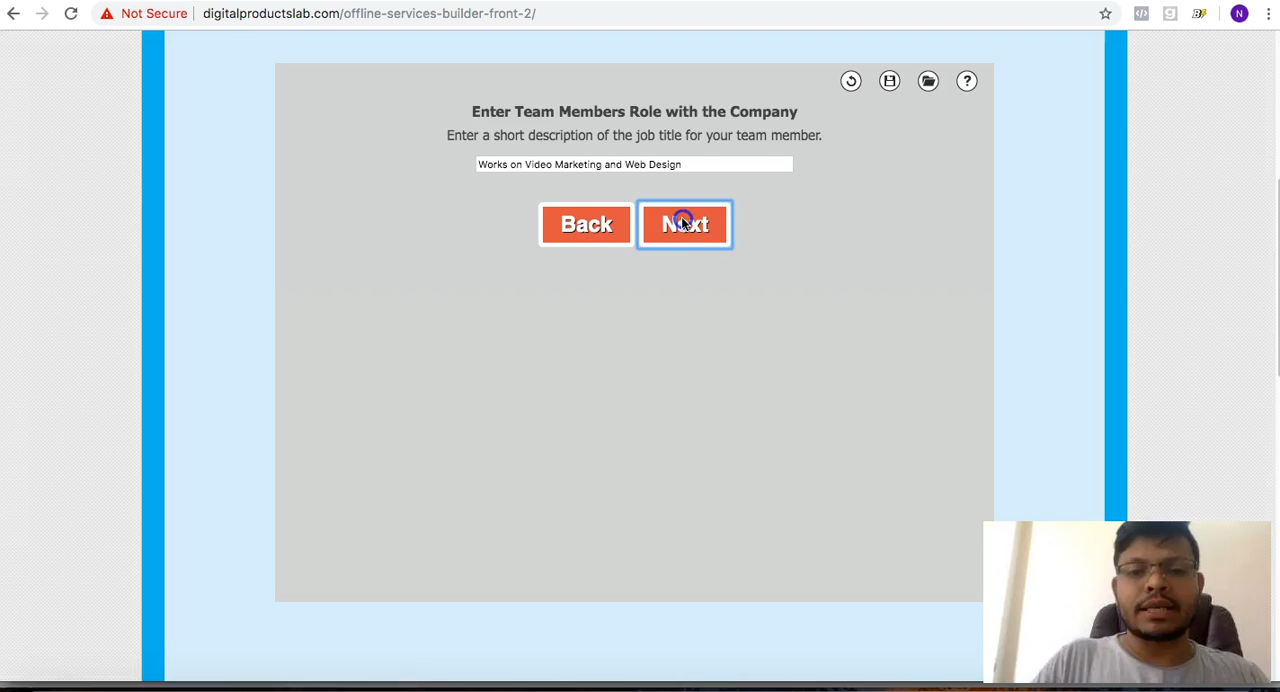 Not Secure digitalproductslab.com/offline-services-builder-front-2/ N
Enter Team Members Role with the Company
Enter a short description of the job title for your team member.
Works on Video Marketing and Web Design
Back Next